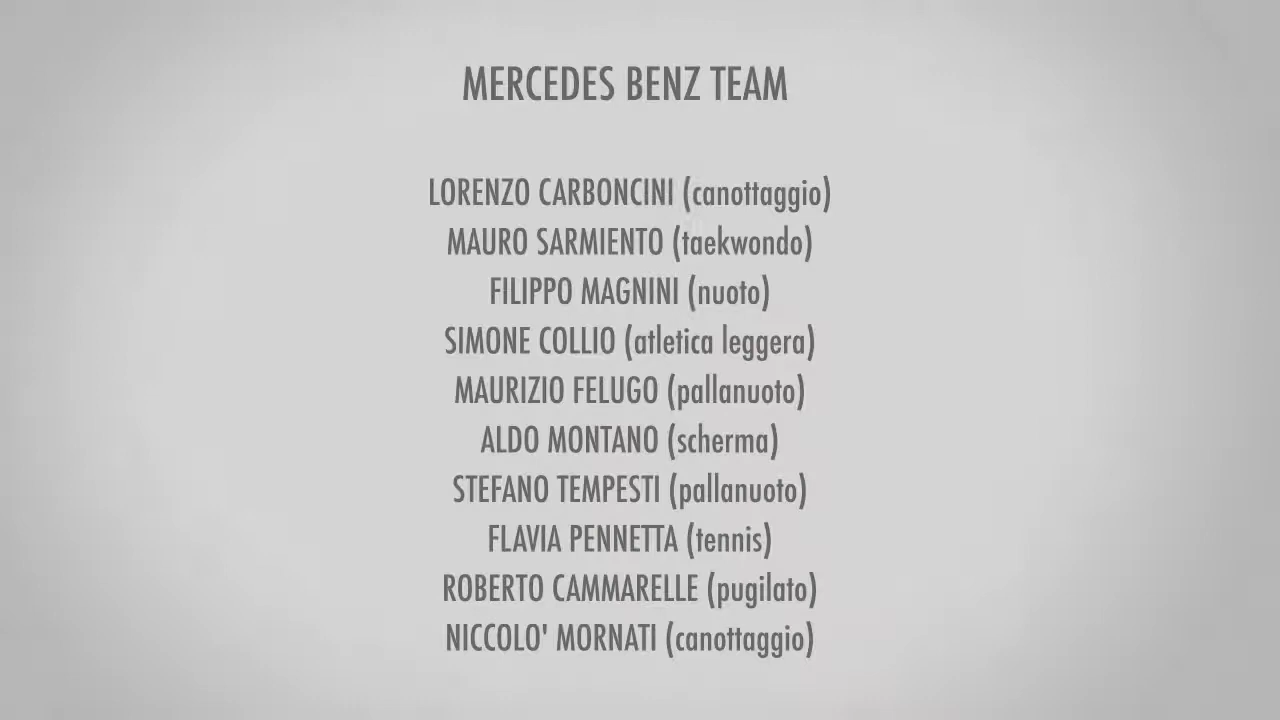 MERCEDES BENZ TEAM
LORENZO CARBONCINI (canottaggio)
MAURO SARMIENTO (taekwondo)
FILIPPO MAGNINI (nuoto)
SIMONE COLLIO (atletica leggera)
MAURIZIO FELUGO (pallanuoto)
ALDO MONTANO (scherma)
STEFANO TEMPESTI (pallanuoto)
FLAVIA PENNETTA (tennis)
ROBERTO CAMMARELLE (pugilato)
NICCOLO' MORNATI (canottaggio)